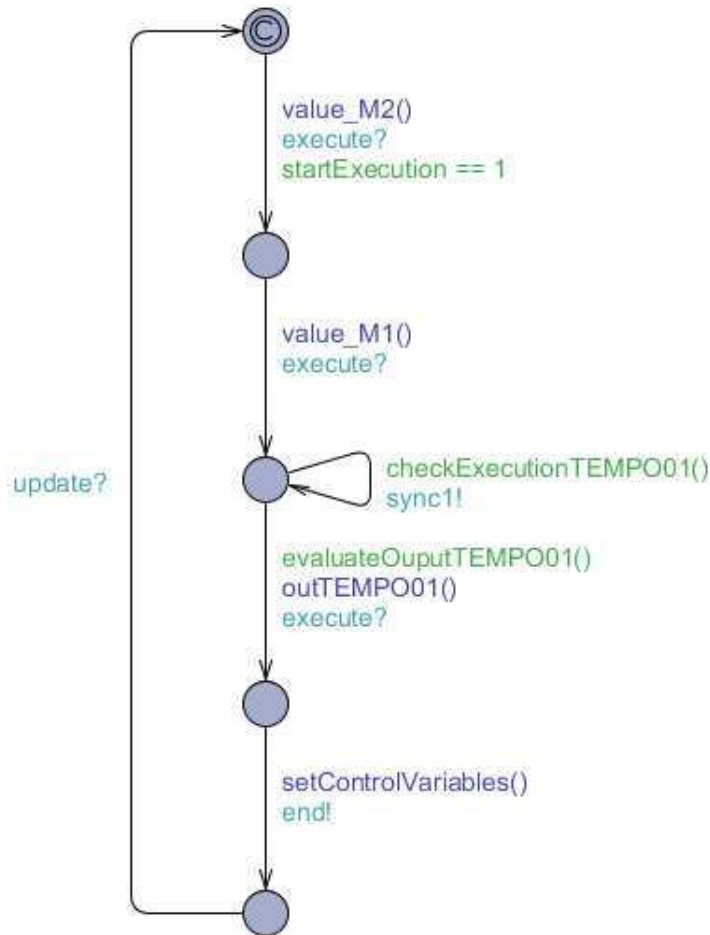 C
value_M2()
execute?
startExecution == 1
value_M1()
execute?
update?
checkExecutionTEMPO01()
sync1!
evaluateOuputTEMPO01()
outTEMPO01()
execute?
setControlVariables()
end!